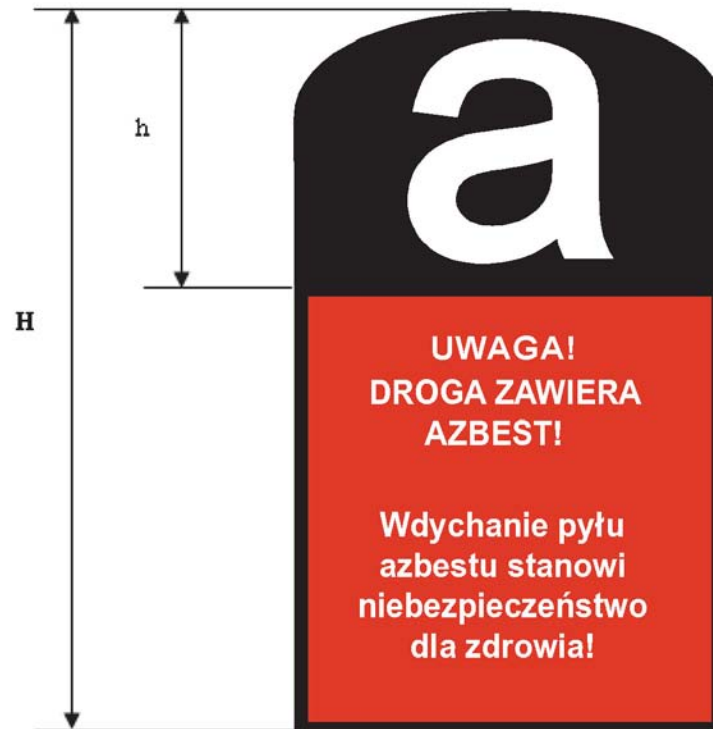 a
h
H
UWAGA!
DROGA ZAWIERA
AZBEST!
Wdychanie pyłu
azbestu stanowi
niebezpieczeństwo
dla zdrowia!